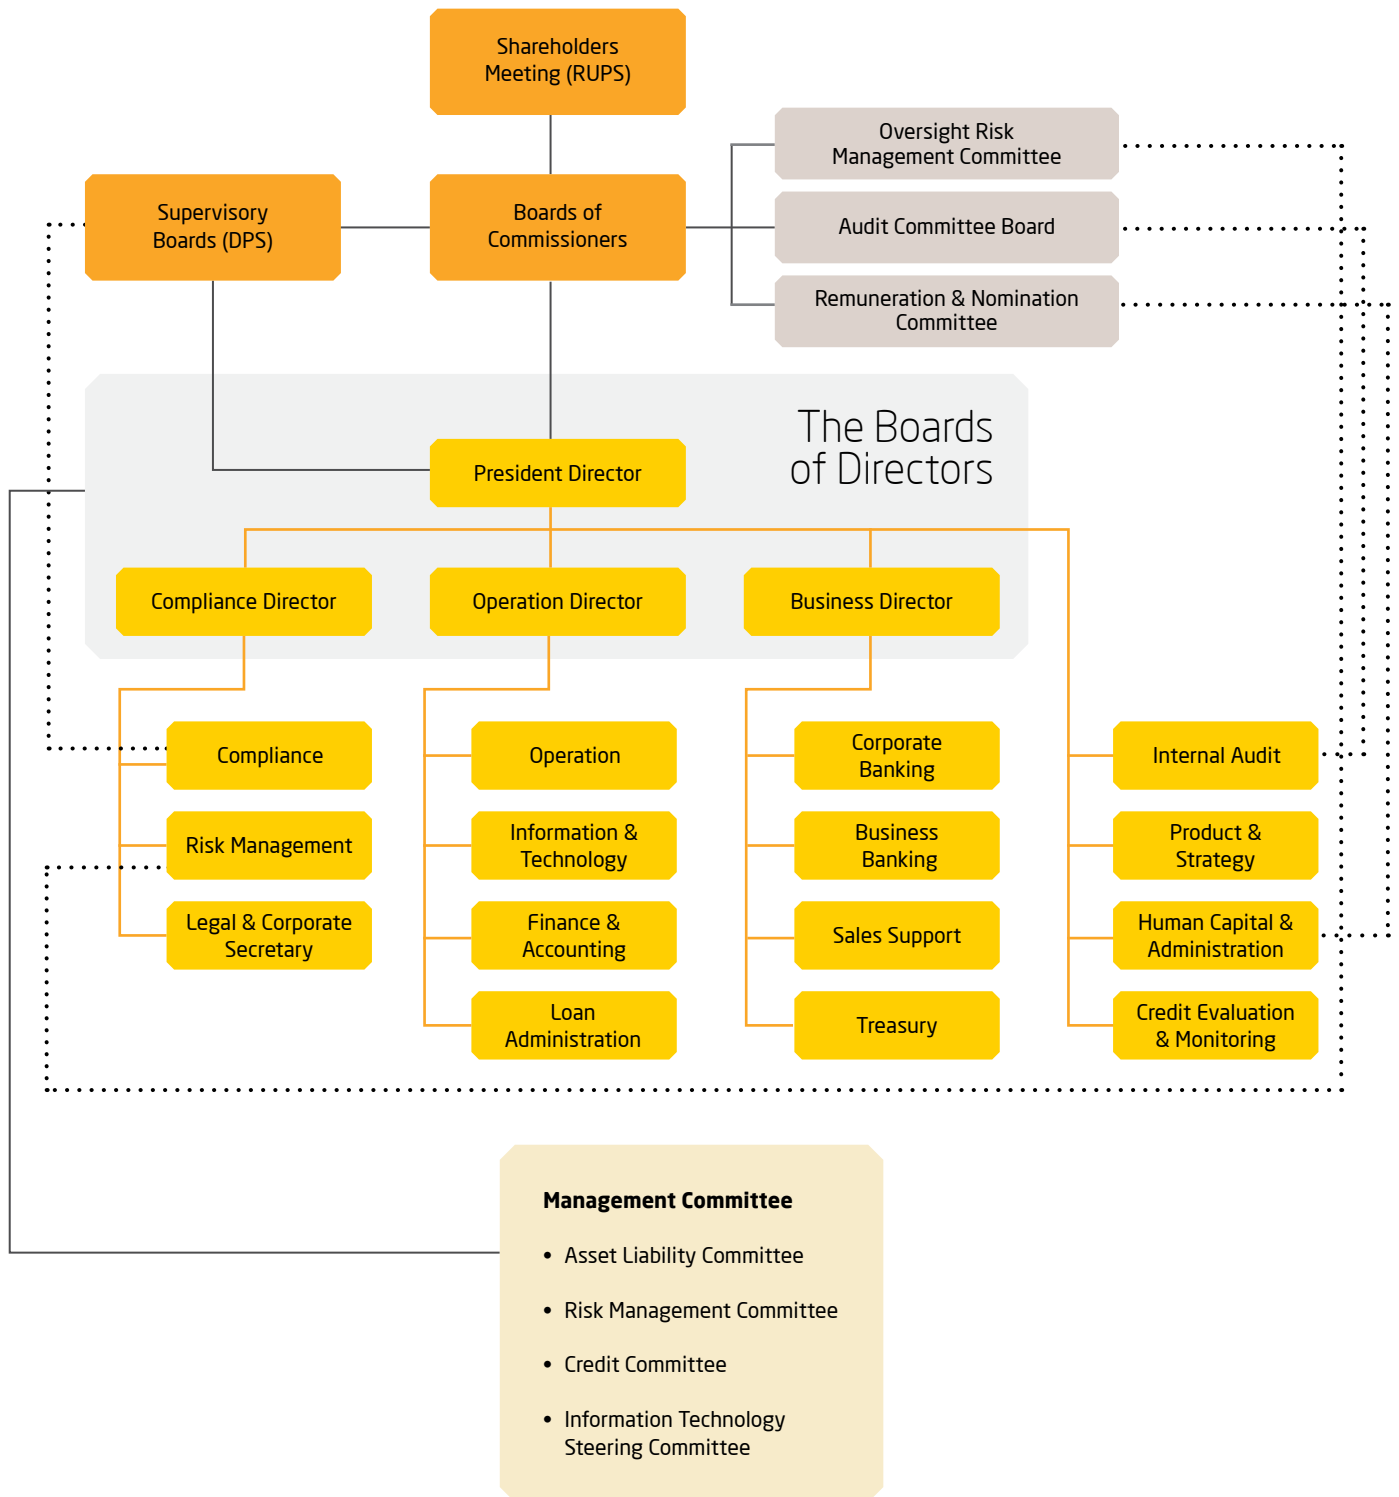 Shareholders
Meeting (RUPS)
Oversight Risk
Management Committee
Supervisory
Boards (DPS)
Boards of
Commissioners
Audit Committee Board
Remuneration & Nomination
Committee
The Boards
of Directors
President Director
Compliance Director
Operation Director
Business Director
Compliance
Operation
Corporate
Banking
Internal Audit
Risk Management
Information &
Technology
Business
Banking
Product &
Strategy
Legal & Corporate
Secretary
Finance &
Accounting
Sales Support
Human Capital &
Administration
Loan
Administration
Treasury
Credit Evaluation
& Monitoring
Management Committee
• Asset Liability Committee
• Risk Management Committee
• Credit Committee
• Information Technology
Steering Committee